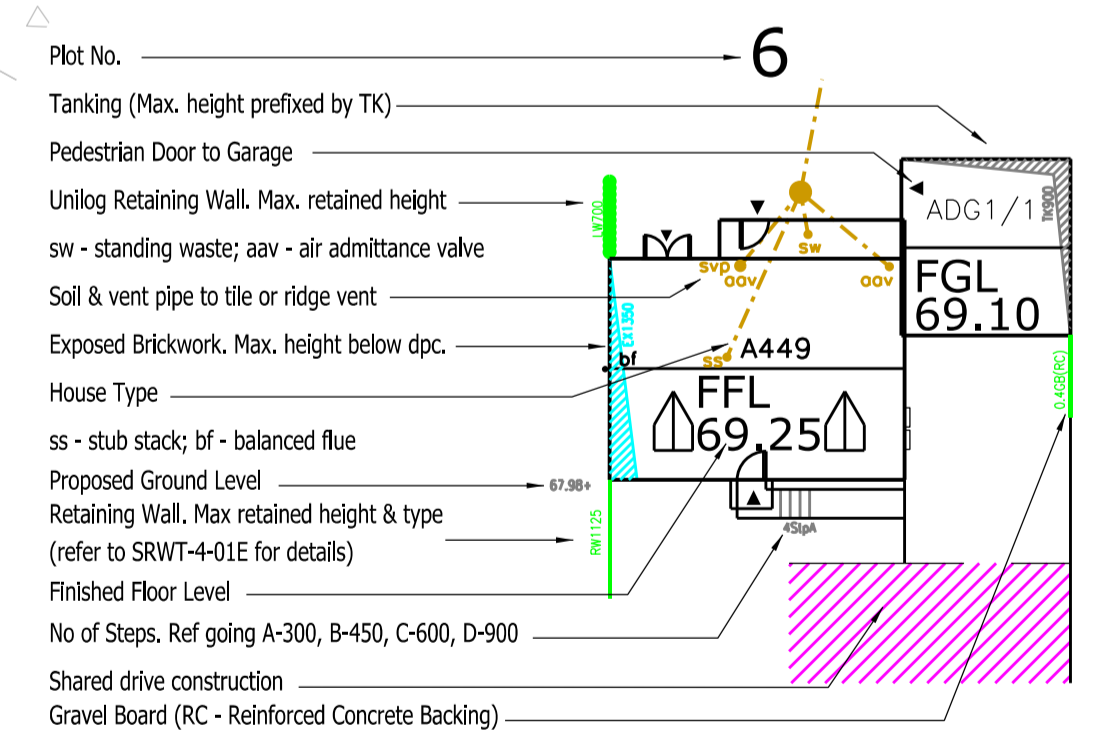 Plot No.
6
Tanking (Max. height prefixed by TK)
Pedestrian Door to Garage
Unilog Retaining Wall. Max. retained height
sw - standing waste; aav - air admittance valve
Soil & vent pipe to tile or ridge vent
Exposed Brickwork. Max. height below dpc.
House Type
ss - stub stack; bf - balanced flue
Proposed Ground Level
Retaining Wall. Max retained height & type
(refer to SRWT-4-01E for details)
Finished Floor Level
No of Steps. Ref going A-300, B-450, C-600, D-900
Shared drive construction
Gravel Board (RC - Reinforced Concrete Backing)
LW700
ADG1/1
TK900
sw
svp
aav
aav
FGL
69.10
EX1350
bf
ss
A449
0.4GB(RC)
FFL
69.25
67.98+
RW1125
4StpA